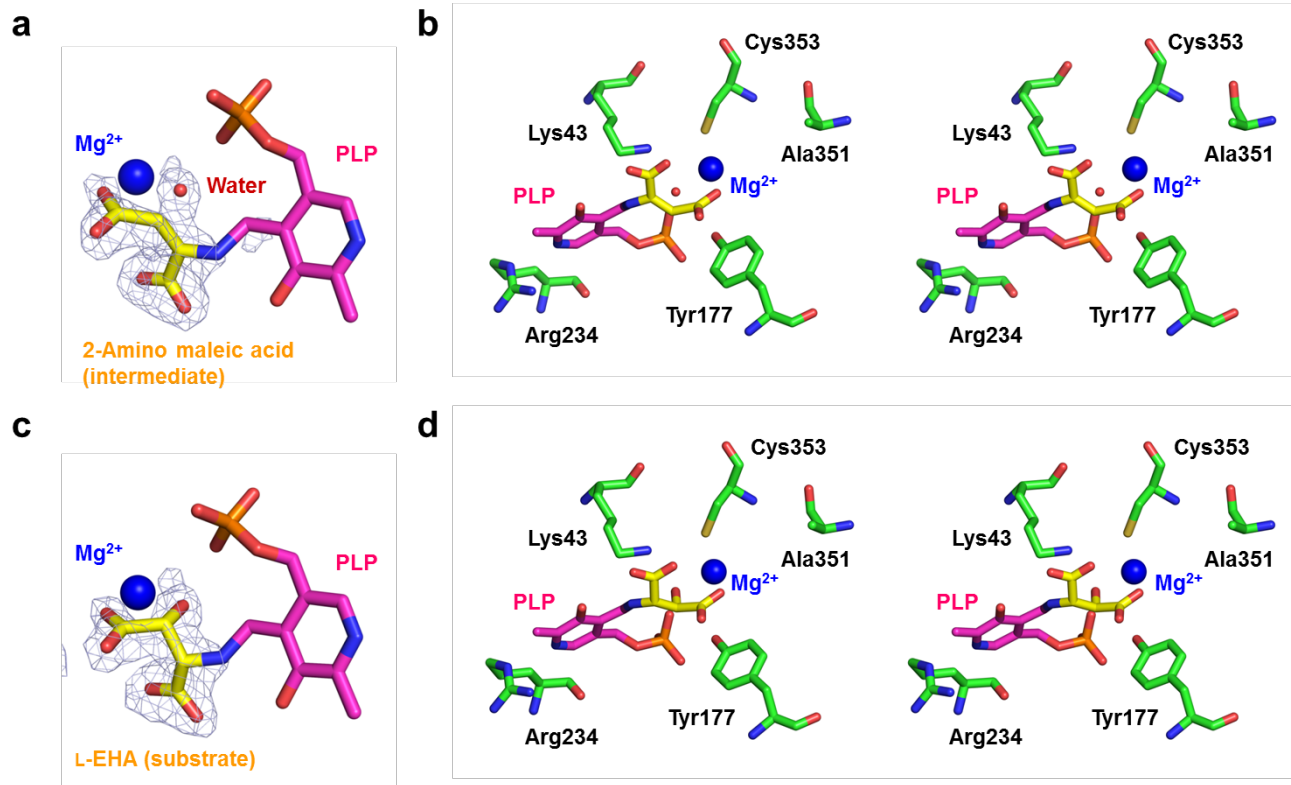 a
Mg²⁺
PLP
Water
2-Amino maleic acid
(intermediate)
b
Cys353
Cys353
Lys43
Lys43
Ala351
Ala351
Mg²⁺
Mg²⁺
PLP
PLP
Tyr177
Tyr177
Arg234
Arg234
c
Mg²⁺
PLP
L-EHA (substrate)
d
Cys353
Cys353
Lys43
Lys43
Ala351
Ala351
Mg²⁺
Mg²⁺
PLP
PLP
Tyr177
Tyr177
Arg234
Arg234